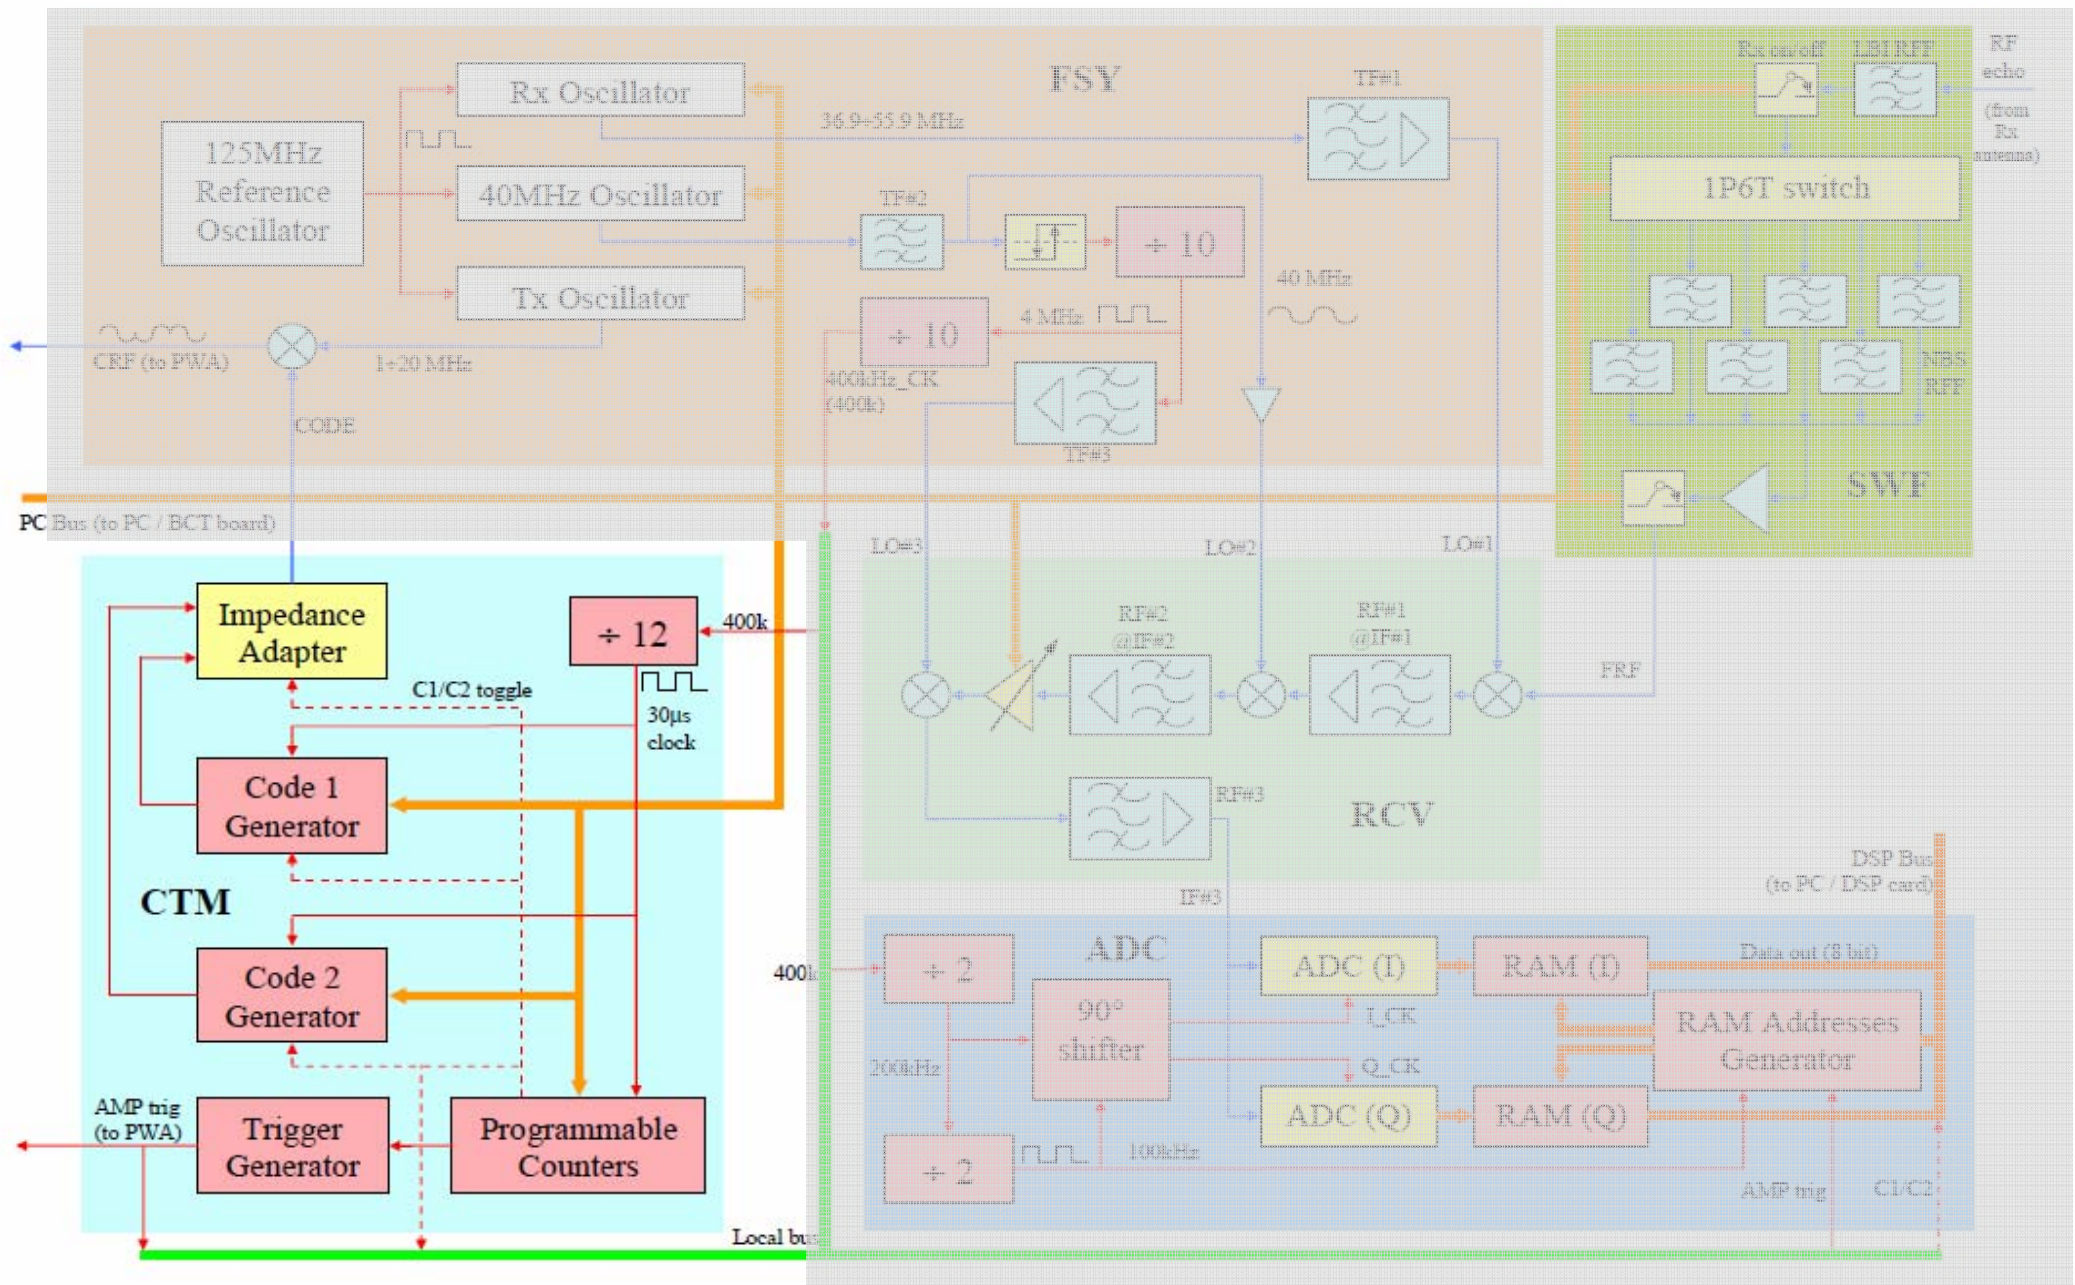 FSY
Rx Oscillator
36.9÷55.9 MHz
TF#1
Rx on/off
LBI RFF
RF
echo
(from
Rx
antenna)
125MHz
Reference
Oscillator
40MHz Oscillator
TF#2
÷ 10
1P6T switch
Tx Oscillator
÷ 10
4 MHz
40 MHz
CRF (to PWA)
1÷20 MHz
400kHz_CK
(400k)
NBS
RFF
CODE
TF#3
SWF
PC Bus (to PC / BCT board)
LO#3
LO#2
LO#1
Impedance
Adapter
÷ 12
400k
RF#2
@IF#2
RF#1
@IF#1
FRF
C1/C2 toggle
30µs
clock
Code 1
Generator
RF#3
RCV
CTM
DSP Bus
(to PC / DSP card)
IF#3
Code 2
Generator
400k
÷ 2
ADC
ADC (I)
RAM (I)
Data out (8 bit)
90°
shifter
I_CK
RAM Addresses
Generator
200kHz
Q_CK
AMP trig
(to PWA)
Trigger
Generator
Programmable
Counters
ADC (Q)
RAM (Q)
÷ 2
100kHz
AMP trig
C1/C2
Local bus